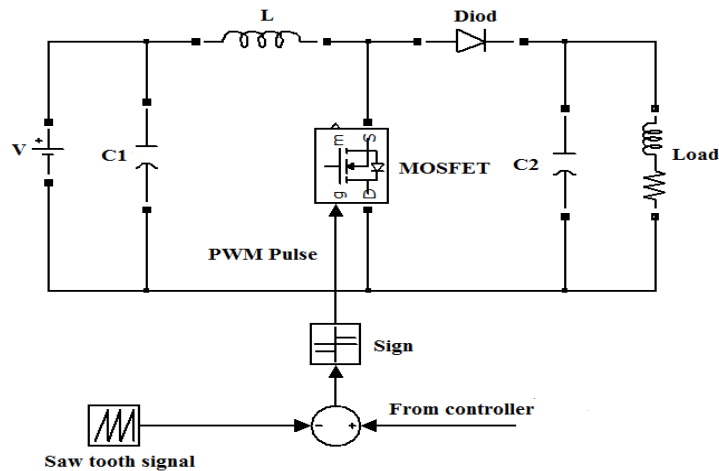 L
Diod
V
+
C1
m
S
g
D
MOSFET
C2
Load
PWM Pulse
Sign
-
+
From controller
Saw tooth signal